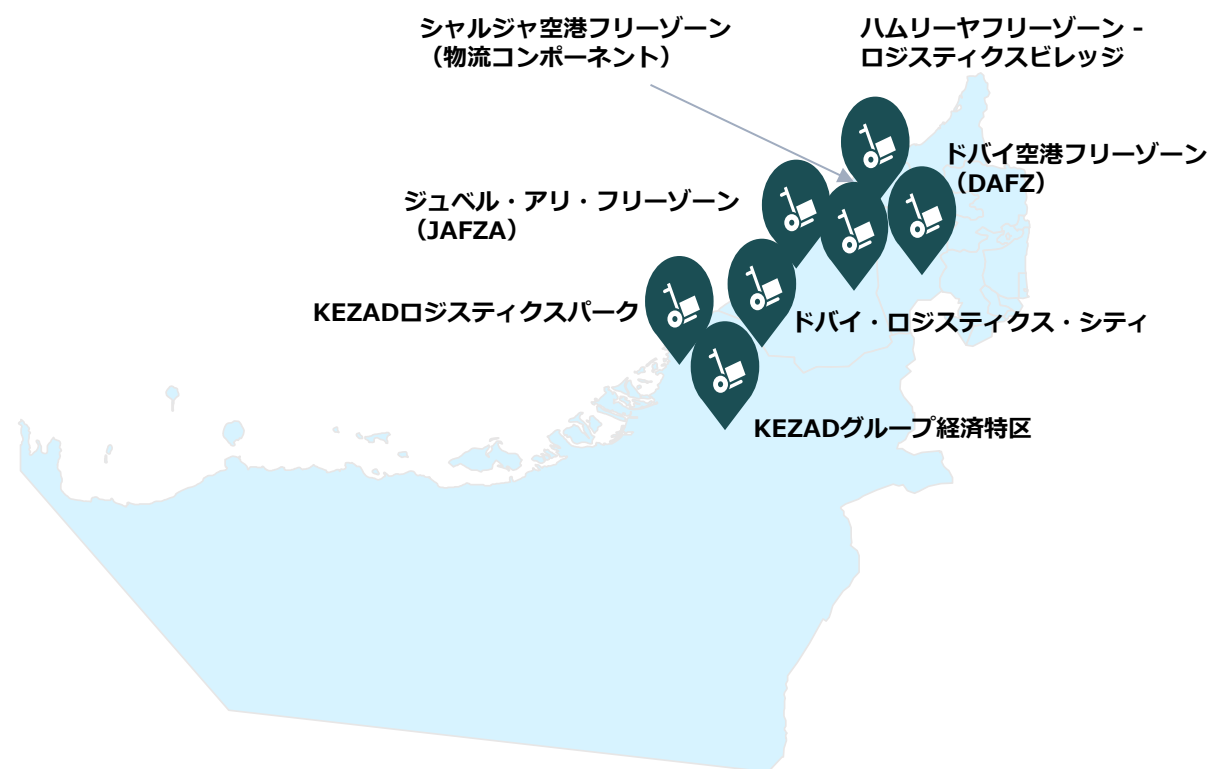 シャルジャ空港フリーゾーン
（物流コンポーネント）
ハムリーヤフリーゾーン -
ロジスティクスビレッジ
ドバイ空港フリーゾーン
（DAFZ）
ジュベル・アリ・フリーゾーン
（JAFZA）
KEZADロジスティクスパーク
ドバイ・ロジスティクス・シティ
KEZADグループ経済特区